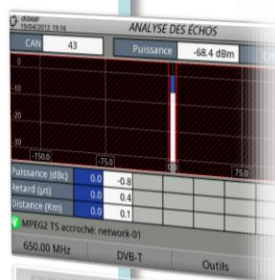 19/04/2013 19:16
ANALYSE DES ÉCHOS
CAN 43 Puissance -68.4 dBm
0
-10
-20
-30
-150.0 -75.0 0.0 75.0
Puissance (dBc) 0.0 -0.8
Retard (µs) 0.0 0.4
Distance (Km) 0.0 0.1
MPEG2 TS accroché: network-01
650.00 MHz DVB-T Outils